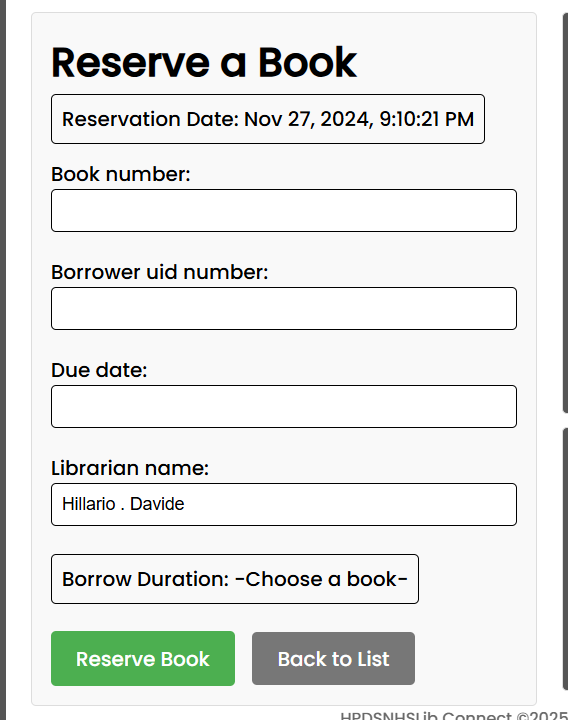 Reserve a Book
Reservation Date: Nov 27, 2024, 9:10:21 PM
Book number:
Borrower uid number:
Due date:
Librarian name:
Hillario . Davide
Borrow Duration: -Choose a book-
Reserve Book
Back to List
HPDSNHSLib Connect ©2025